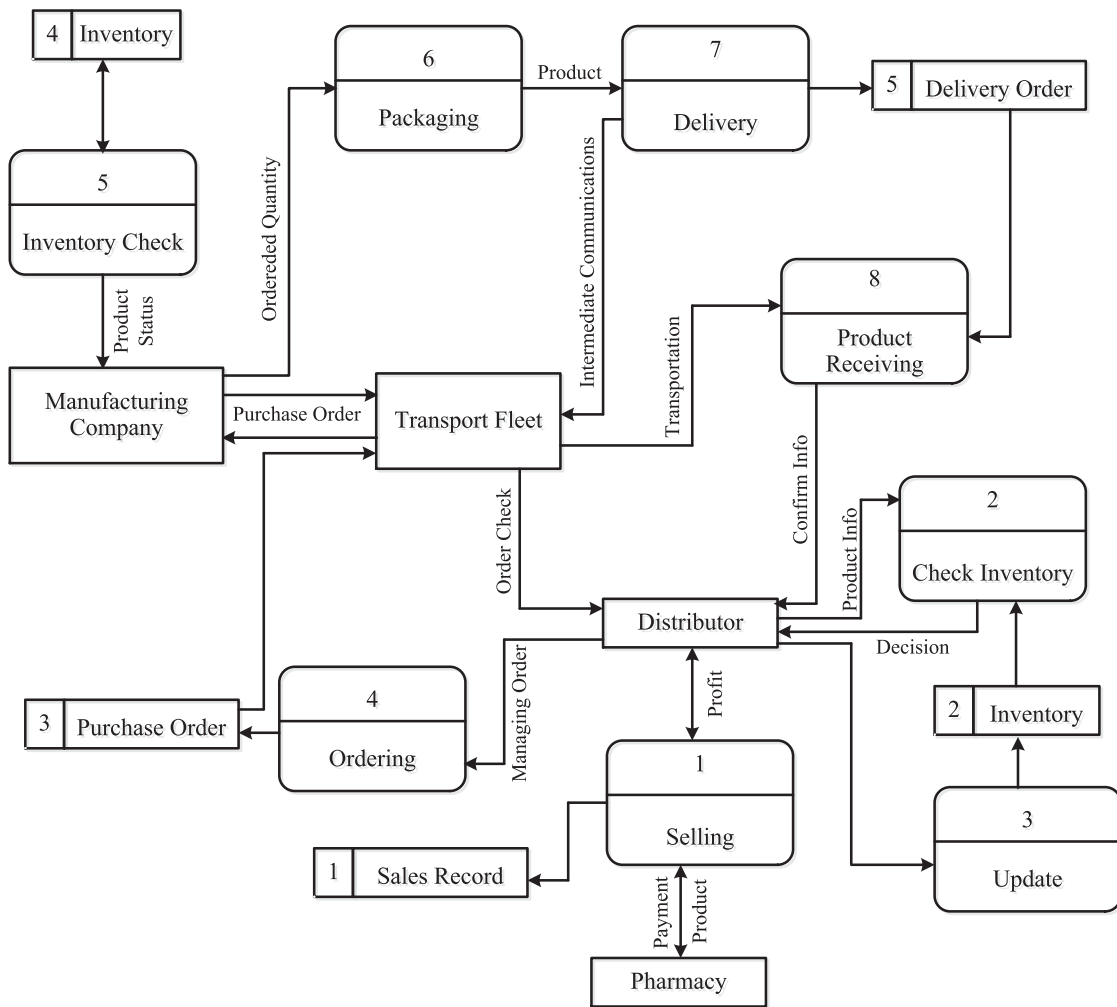 4 Inventory
6
Packaging
Product
7
Delivery
5 Delivery Order
5
Inventory Check
Product
Status
Ordereded Quantity
Intermediate Communications
Transportation
8
Product
Receiving
Manufacturing
Company
Purchase Order
Transport Fleet
Order Check
Confirm Info
Product Info
2
Check Inventory
Distributor
Decision
Managing Order
Profit
3 Purchase Order
4
Ordering
2 Inventory
1
Selling
3
Update
1 Sales Record
Payment
Product
Pharmacy